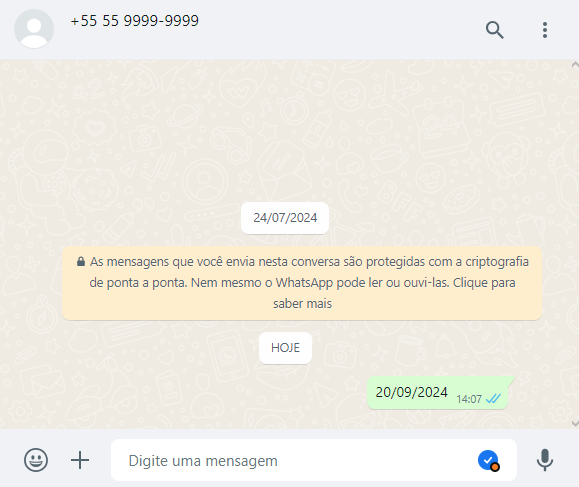 +55 55 9999-9999
24/07/2024
As mensagens que você envia nesta conversa são protegidas com a criptografia
de ponta a ponta. Nem mesmo o WhatsApp pode ler ou ouvi-las. Clique para
saber mais
HOJE
20/09/2024 14:07
Digite uma mensagem